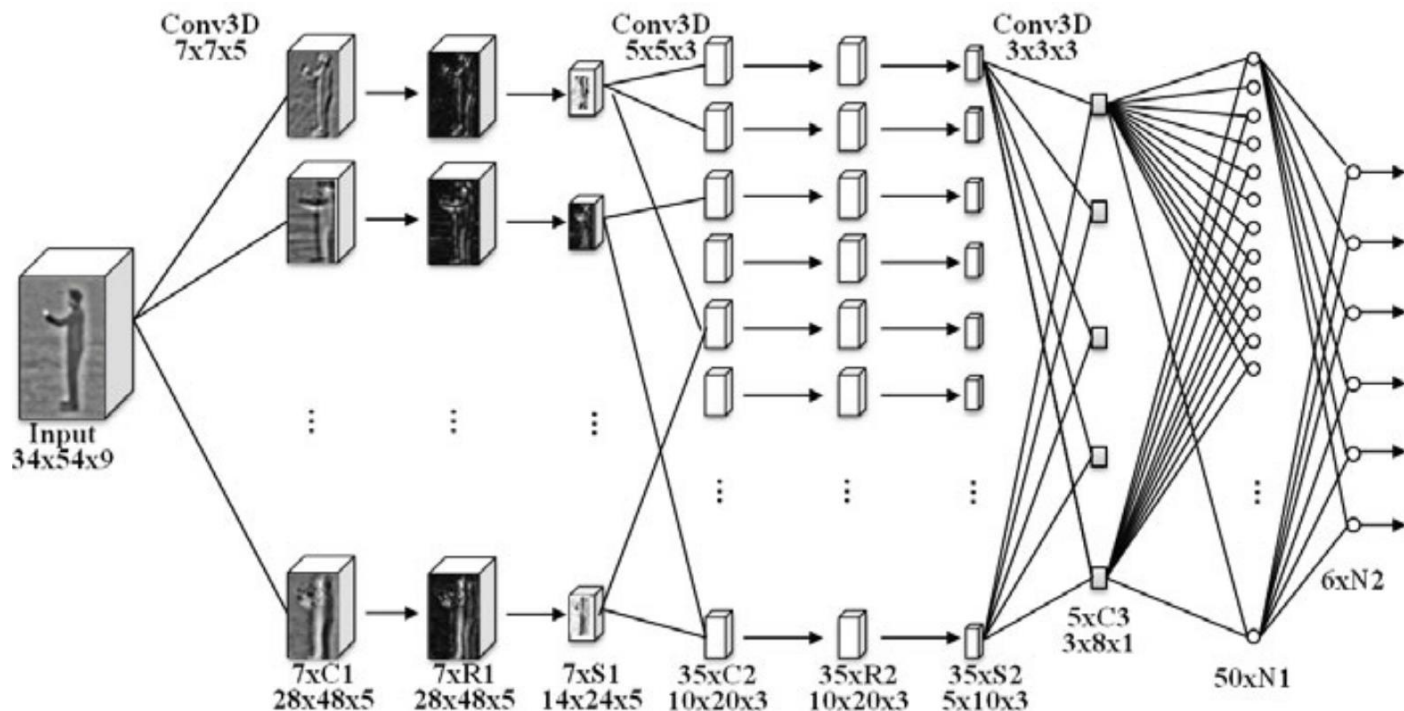 Conv3D
7x7x5
Conv3D
5x5x3
Conv3D
3x3x3
Input
34x54x9
...
...
...
...
...
...
...
7xC1
28x48x5
7xR1
28x48x5
7xS1
14x24x5
35xC2
10x20x3
35xR2
10x20x3
35xS2
5x10x3
5xC3
3x8x1
50xN1
6xN2